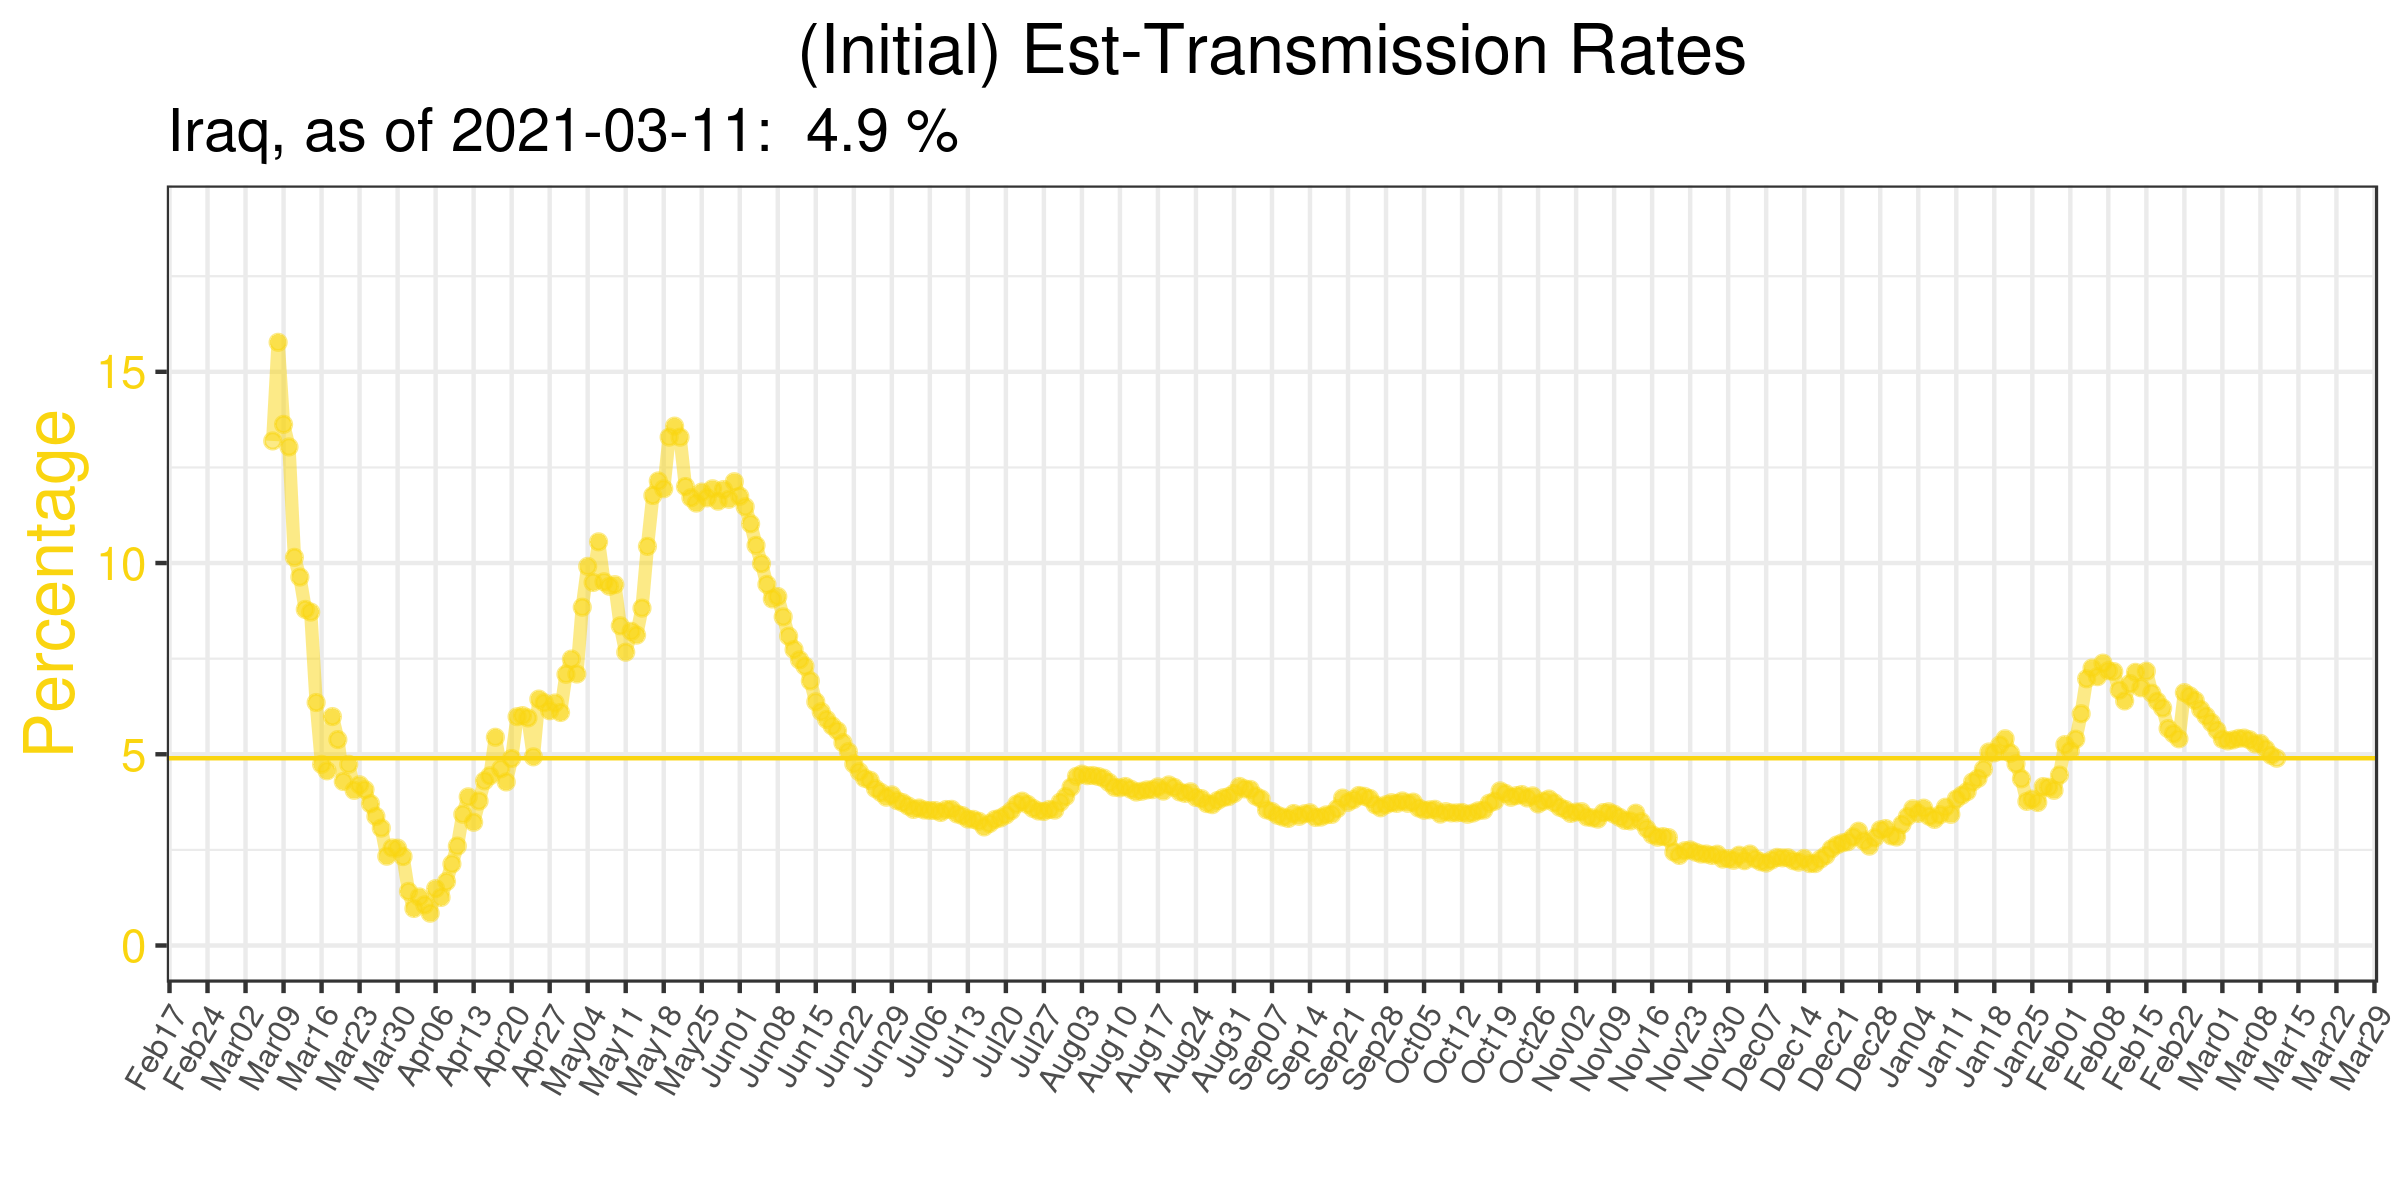 (Initial) Est-Transmission Rates
Iraq, as of 2021-03-11:  4.9 %
Percentage
15
10
5
0
Feb17 Feb24 Mar02 Mar09 Mar16 Mar23 Mar30 Apr06 Apr13 Apr20 Apr27 May04 May11 May18 May25 Jun01 Jun08 Jun15 Jun22 Jun29 Jul06 Jul13 Jul20 Jul27 Aug03 Aug10 Aug17 Aug24 Aug31 Sep07 Sep14 Sep21 Sep28 Oct05 Oct12 Oct19 Oct26 Nov02 Nov09 Nov16 Nov23 Nov30 Dec07 Dec14 Dec21 Dec28 Jan04 Jan11 Jan18 Jan25 Feb01 Feb08 Feb15 Feb22 Mar01 Mar08 Mar15 Mar22 Mar29